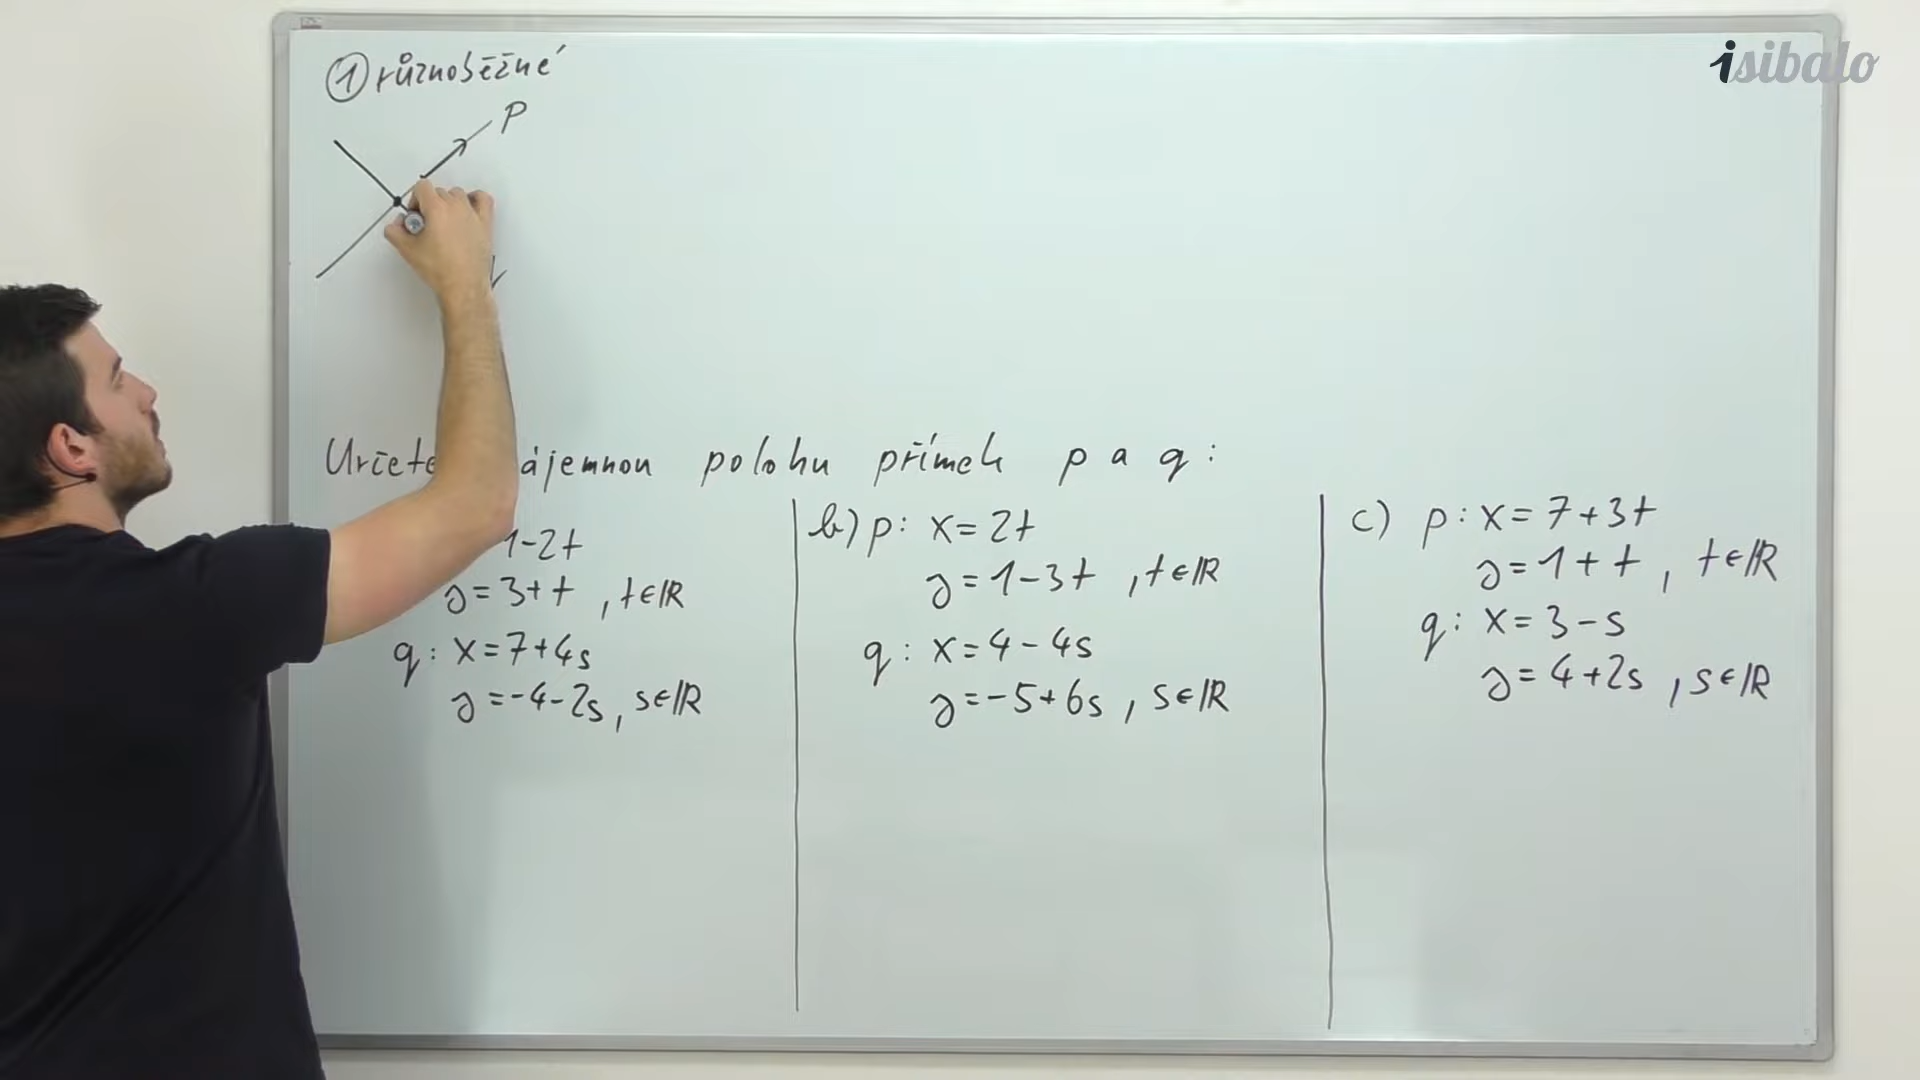 isibalo
① různoběžné
p
Určete ájemnou polohu přímek p a q:
1-2t
y=3+t , t∈ℝ
q: x=7+4s
y=-4-2s, s∈ℝ
b) p: x=2t
y=1-3t , t∈ℝ
q: x=4-4s
y=-5+6s , s∈ℝ
c) p: x=7+3t
y=1+t , t∈ℝ
q: x=3-s
y=4+2s , s∈ℝ